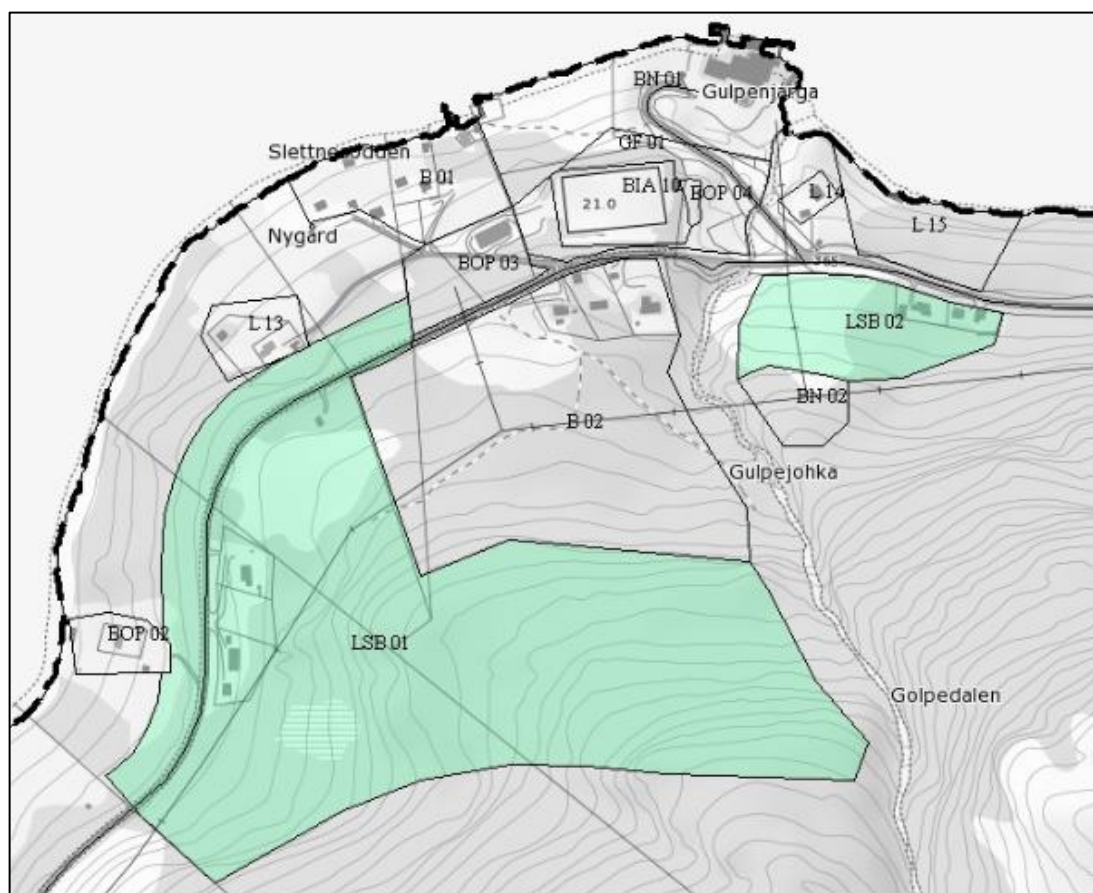 BN 01
Gulpenjárga
GF 01
Slettnesodden
B 01
BIA 10
BOP 04
L 14
21.0
L 15
Nygård
BOP 03
L 13
LSB 02
BN 02
B 02
Gulpejohka
BOP 02
LSB 01
Golpedalen